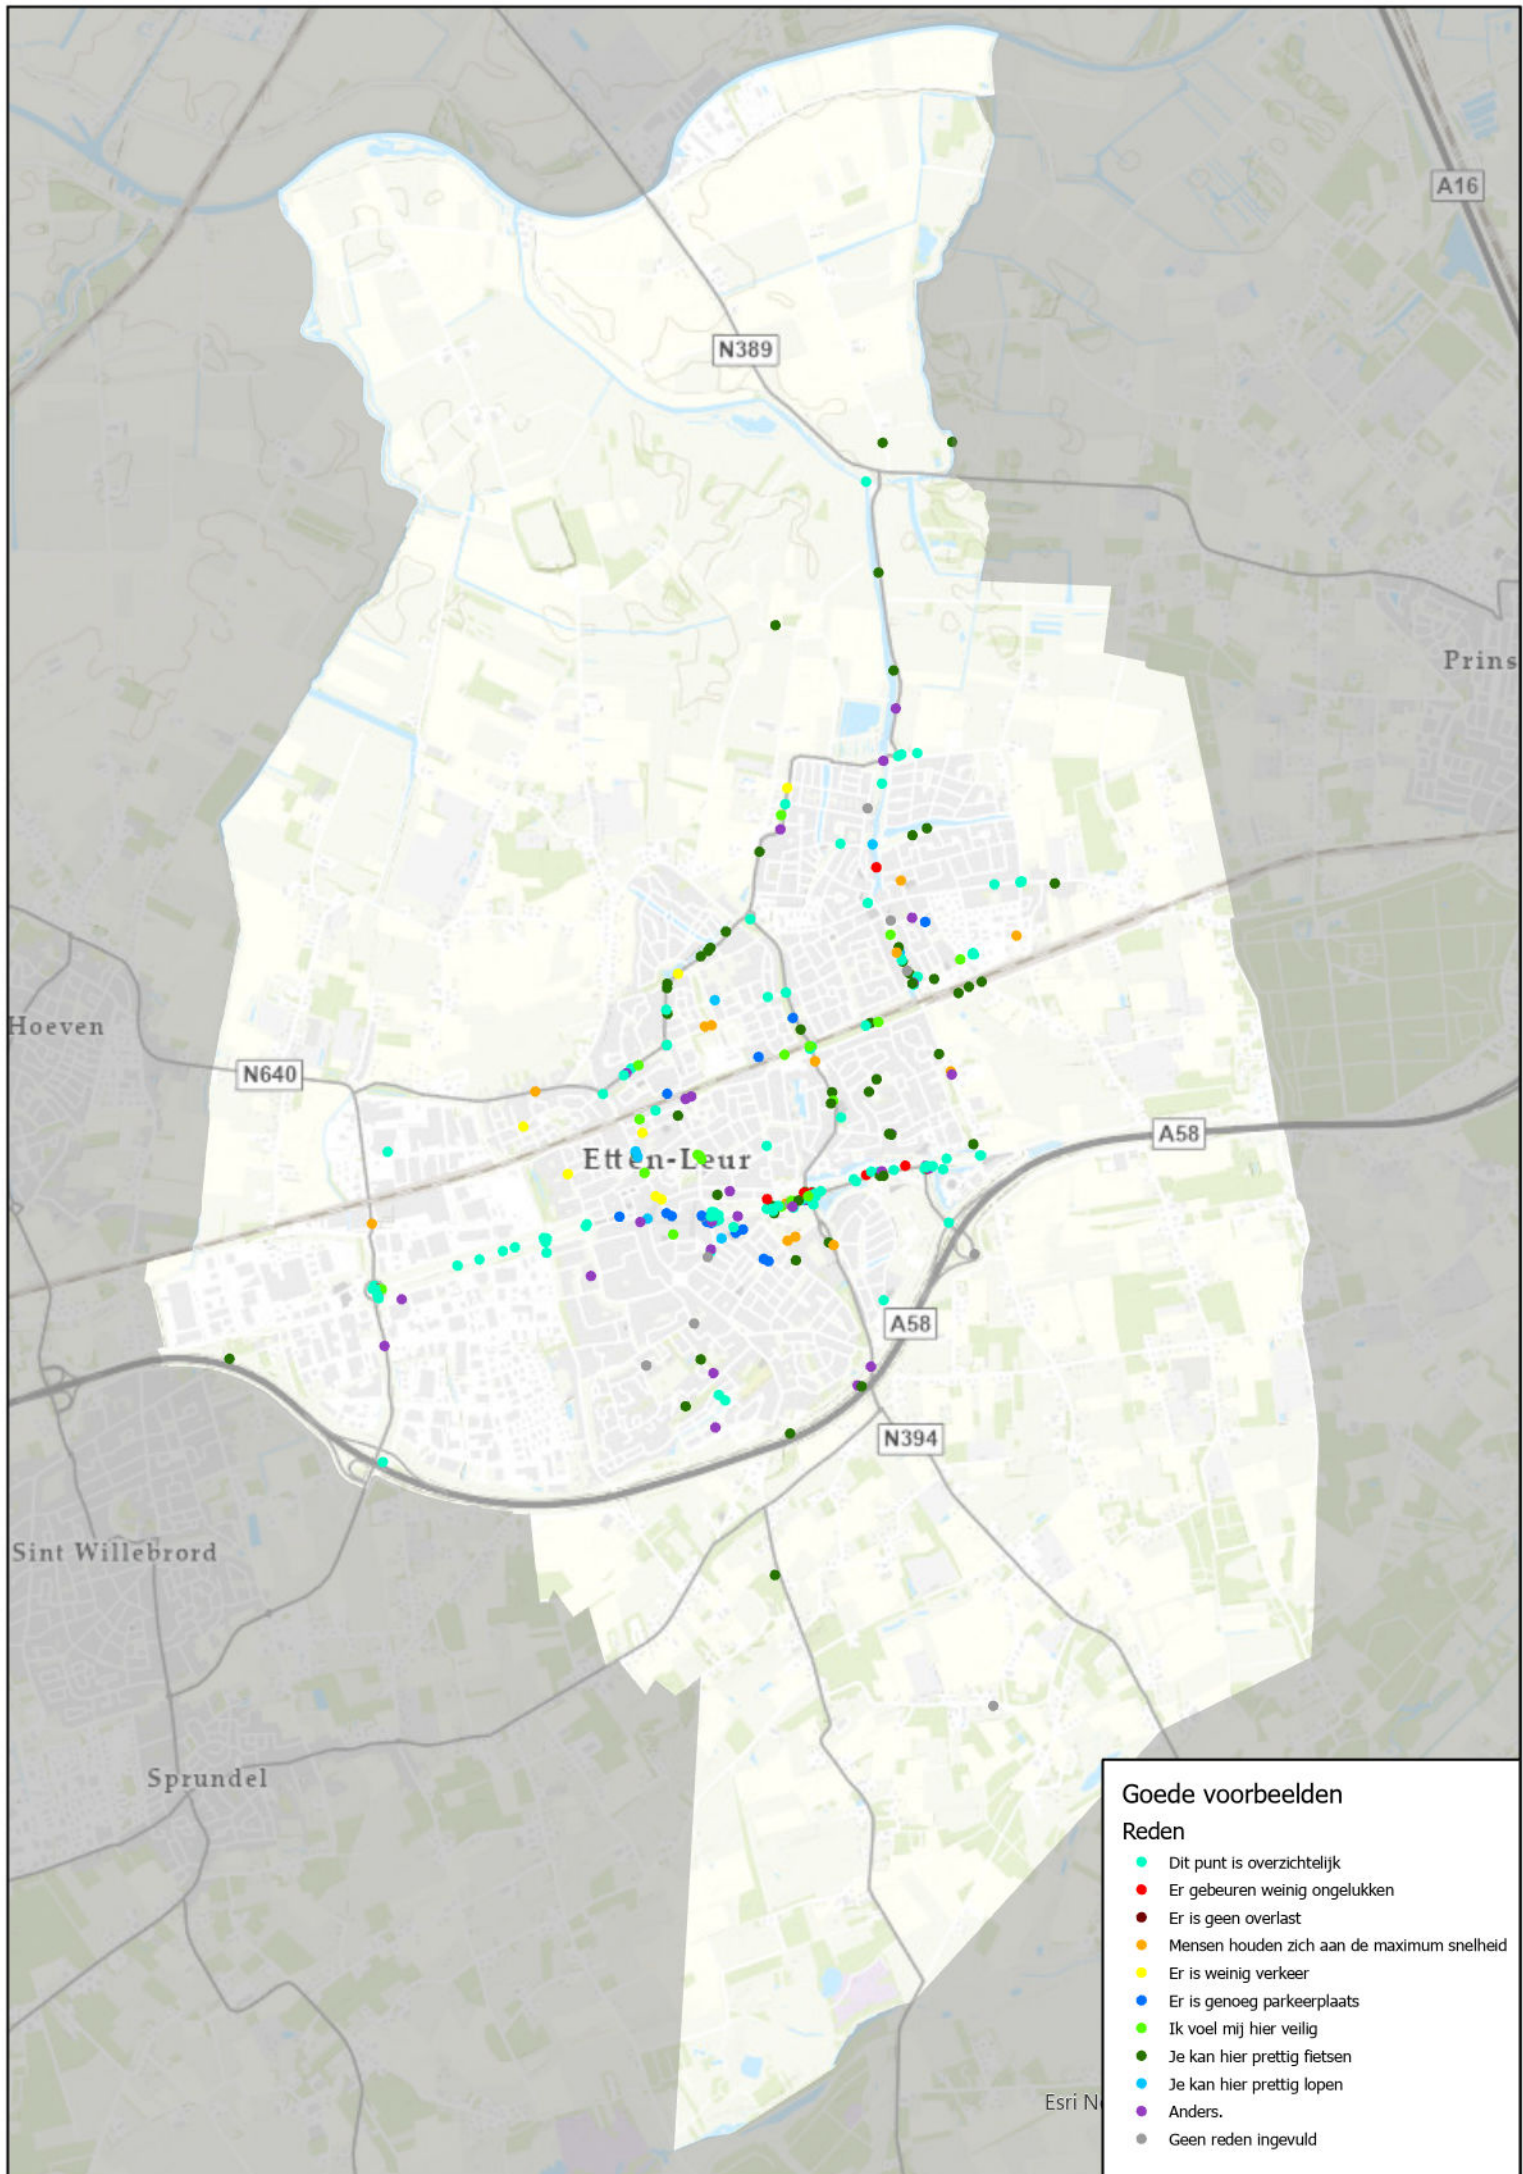 A16
N389
Prins
Hoeven
N640
A58
Etten-Leur
A58
N394
Sint Willebrord
Sprundel
Goede voorbeelden
Reden
Dit punt is overzichtelijk
Er gebeuren weinig ongelukken
Er is geen overlast
Mensen houden zich aan de maximum snelheid
Er is weinig verkeer
Er is genoeg parkeerplaats
Ik voel mij hier veilig
Je kan hier prettig fietsen
Je kan hier prettig lopen
Anders.
Geen reden ingevuld
Esri N